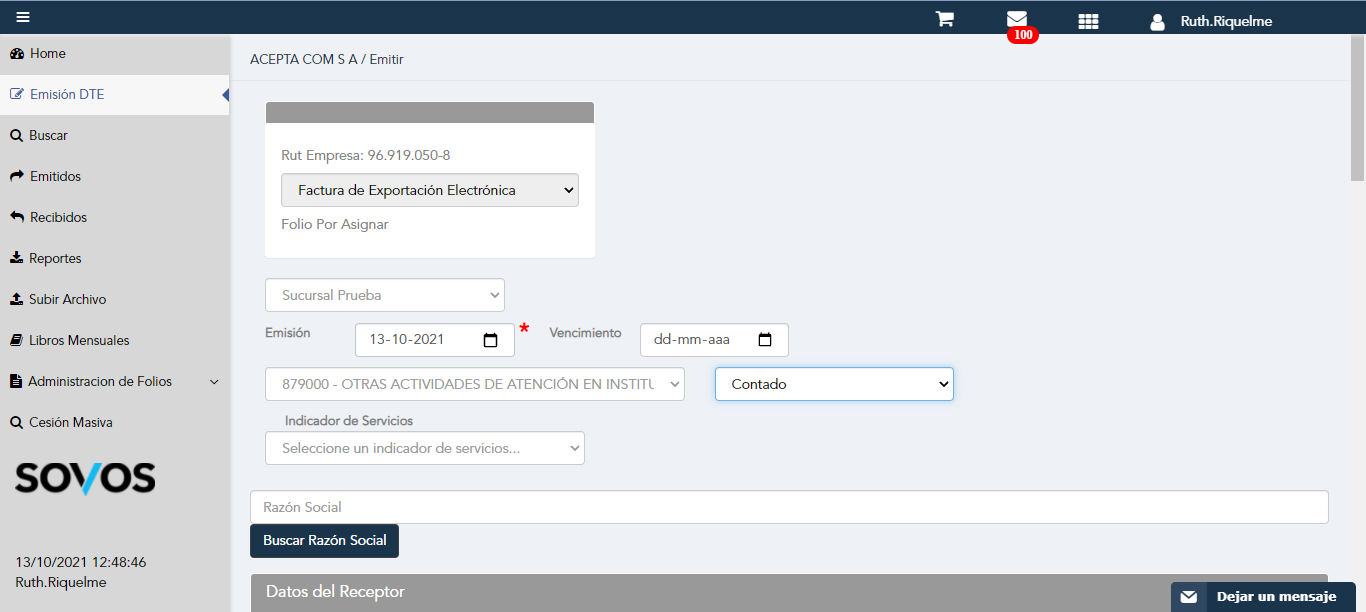 100
Ruth.Riquelme
Home
Emisión DTE
Buscar
Emitidos
Recibidos
Reportes
Subir Archivo
Libros Mensuales
Administracion de Folios
Cesión Masiva
SOVOS
13/10/2021 12:48:46
Ruth.Riquelme
ACEPTA COM S A / Emitir
Rut Empresa: 96.919.050-8
Factura de Exportación Electrónica
Folio Por Asignar
Sucursal Prueba
Emisión 13-10-2021 * Vencimiento dd-mm-aaa
879000 - OTRAS ACTIVIDADES DE ATENCIÓN EN INSTITU Contado
Indicador de Servicios
Seleccione un indicador de servicios...
Razón Social
Buscar Razón Social
Datos del Receptor
Dejar un mensaje